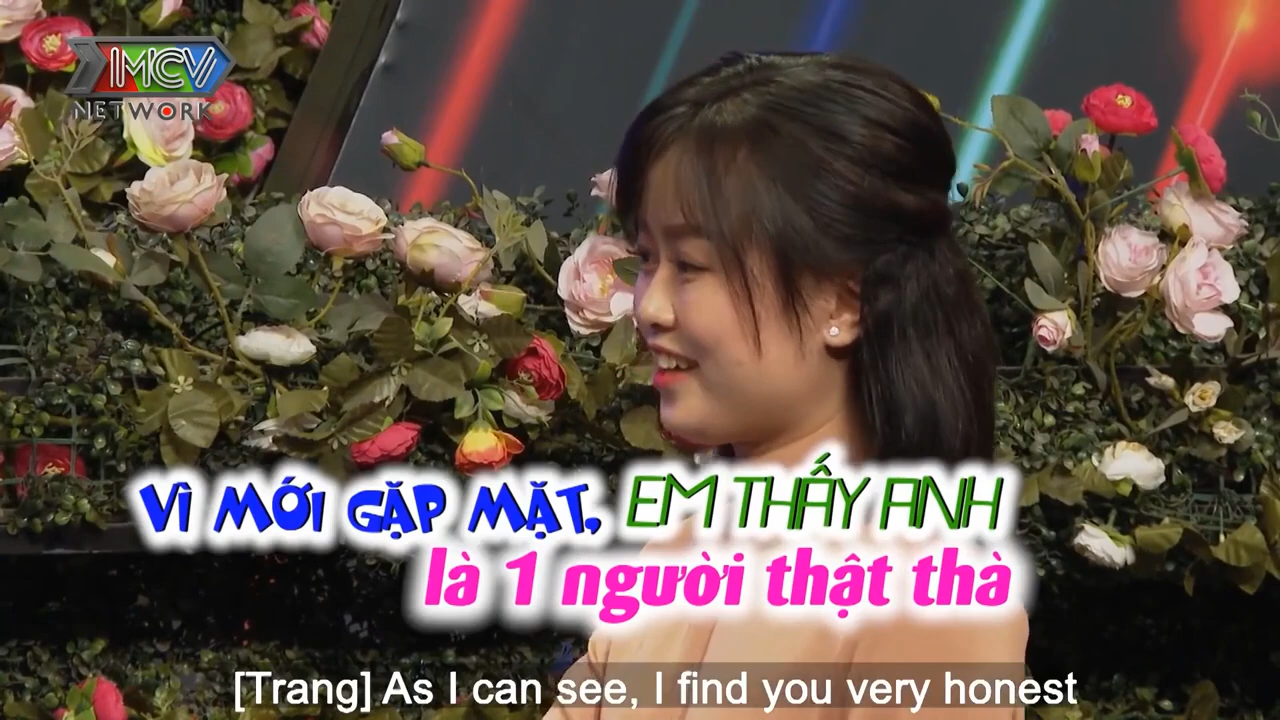 MCV
NETWORK
VÌ MỚI GẶP MẶT, EM THẤY ANH
là 1 người thật thà
[Trang] As I can see, I find you very honest